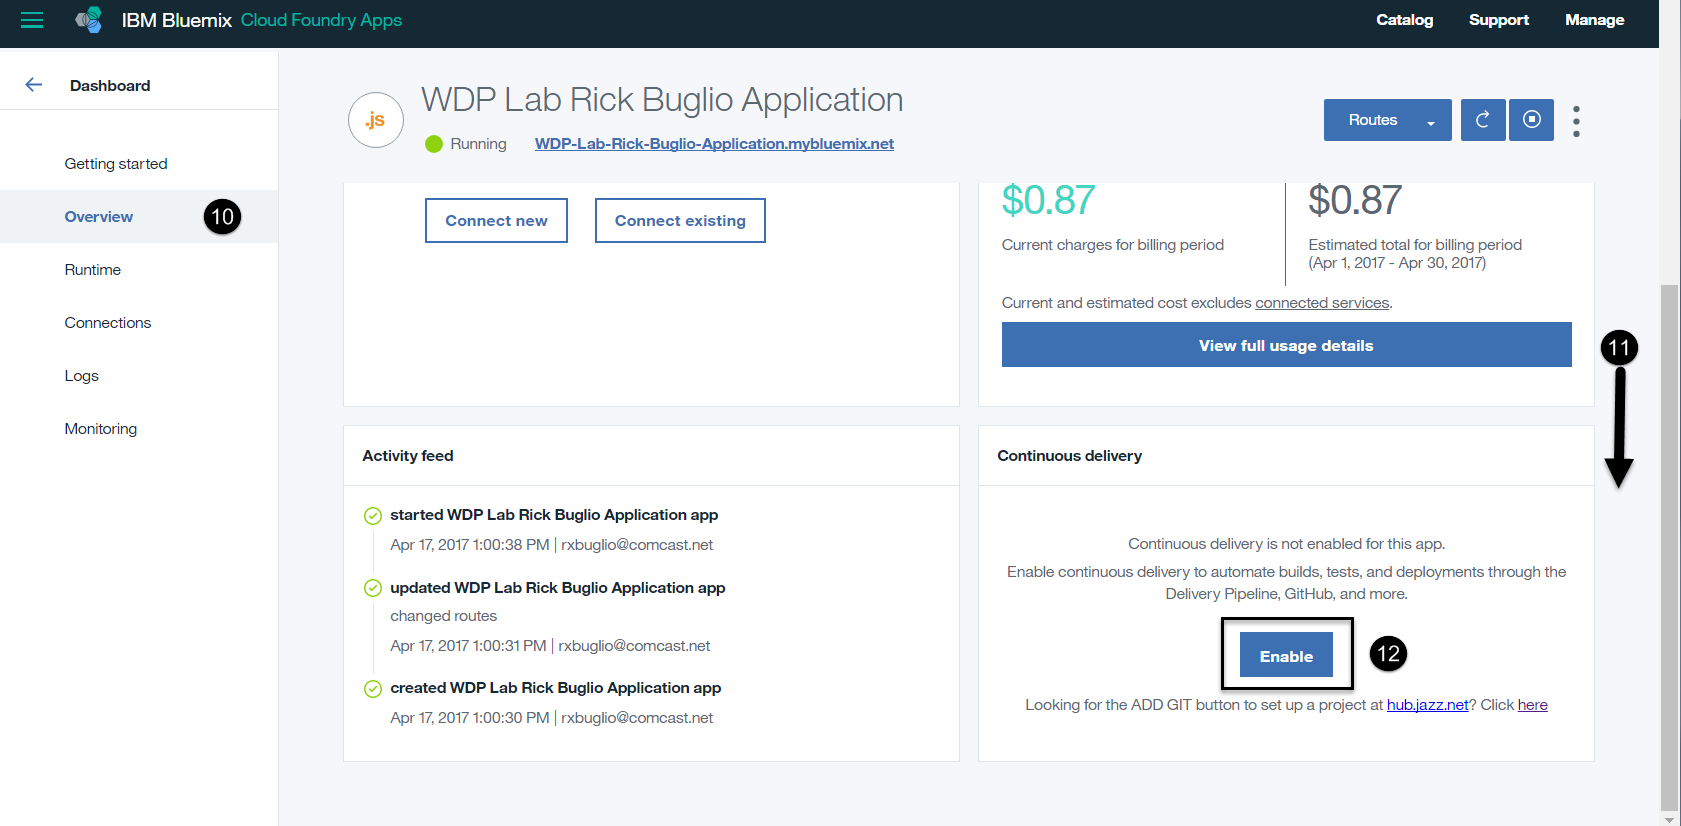 IBM Bluemix Cloud Foundry Apps
Catalog Support Manage
Dashboard
Getting started
Overview 10
Runtime
Connections
Logs
Monitoring
.js
WDP Lab Rick Buglio Application
Running WDP-Lab-Rick-Buglio-Application.mybluemix.net
Routes
Connect new Connect existing
$0.87
Current charges for billing period
$0.87
Estimated total for billing period
(Apr 1, 2017 - Apr 30, 2017)
Current and estimated cost excludes connected services.
View full usage details
11
Activity feed
started WDP Lab Rick Buglio Application app
Apr 17, 2017 1:00:38 PM | rxbuglio@comcast.net
updated WDP Lab Rick Buglio Application app
changed routes
Apr 17, 2017 1:00:31 PM | rxbuglio@comcast.net
created WDP Lab Rick Buglio Application app
Apr 17, 2017 1:00:30 PM | rxbuglio@comcast.net
Continuous delivery
Continuous delivery is not enabled for this app.
Enable continuous delivery to automate builds, tests, and deployments through the
Delivery Pipeline, GitHub, and more.
Enable 12
Looking for the ADD GIT button to set up a project at hub.jazz.net? Click here